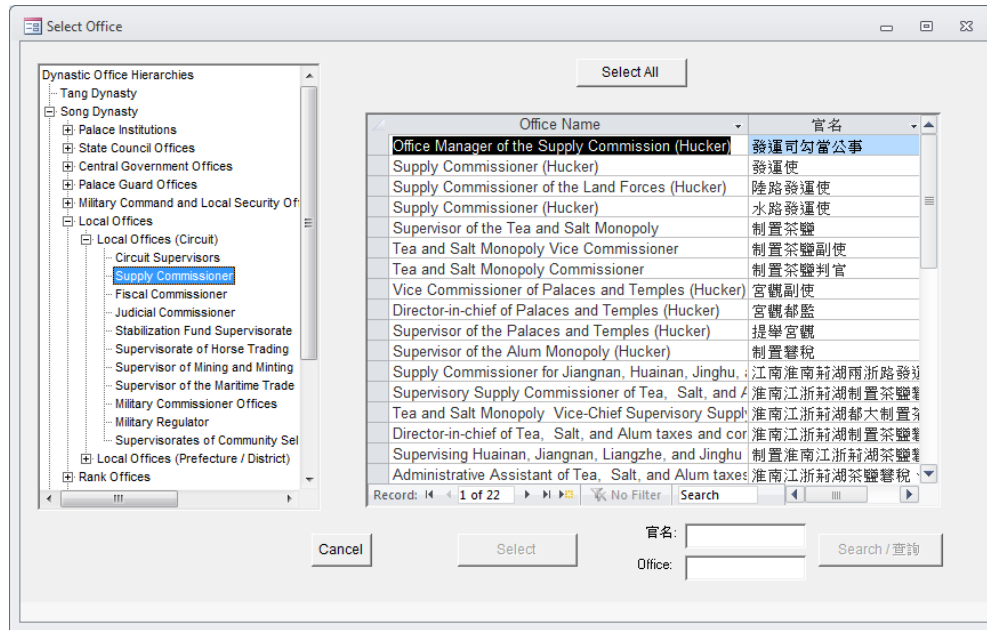 Select Office
Dynastic Office Hierarchies
Tang Dynasty
Song Dynasty
Palace Institutions
State Council Offices
Central Government Offices
Palace Guard Offices
Military Command and Local Security Of
Local Offices
Local Offices (Circuit)
Circuit Supervisors
Supply Commissioner
Fiscal Commissioner
Judicial Commissioner
Stabilization Fund Supervisorate
Supervisorate of Horse Trading
Supervisor of Mining and Minting
Supervisor of the Maritime Trade
Military Commissioner Offices
Military Regulator
Supervisorates of Community Sel
Local Offices (Prefecture / District)
Rank Offices
Select All
Office Name 官名
Office Manager of the Supply Commission (Hucker) 發運司勾當公事
Supply Commissioner (Hucker) 發運使
Supply Commissioner of the Land Forces (Hucker) 陸路發運使
Supply Commissioner (Hucker) 水路發運使
Supervisor of the Tea and Salt Monopoly 制置茶鹽
Tea and Salt Monopoly Vice Commissioner 制置茶鹽副使
Tea and Salt Monopoly Commissioner 制置茶鹽判官
Vice Commissioner of Palaces and Temples (Hucker) 宮觀副使
Director-in-chief of Palaces and Temples (Hucker) 宮觀都監
Supervisor of the Palaces and Temples (Hucker) 提舉宮觀
Supervisor of the Alum Monopoly (Hucker) 制置礬稅
Supply Commissioner for Jiangnan, Huainan, Jinghu, 江南淮南荊湖兩浙路發運
Supervisory Supply Commissioner of Tea, Salt, and 淮南江浙荊湖制置茶鹽礬
Tea and Salt Monopoly Vice-Chief Supervisory Supply 淮南江浙荊湖都大制置茶
Director-in-chief of Tea, Salt, and Alum taxes and cor 淮南江浙荊湖制置茶鹽礬
Supervising Huainan, Jiangnan, Liangzhe, and Jinghu 制置淮南江浙荊湖茶鹽礬
Administrative Assistant of Tea, Salt, and Alum taxes 淮南江浙荊湖茶鹽礬稅、
Record: 1 of 22 No Filter Search
Cancel
Select
官名:
Office:
Search / 查詢